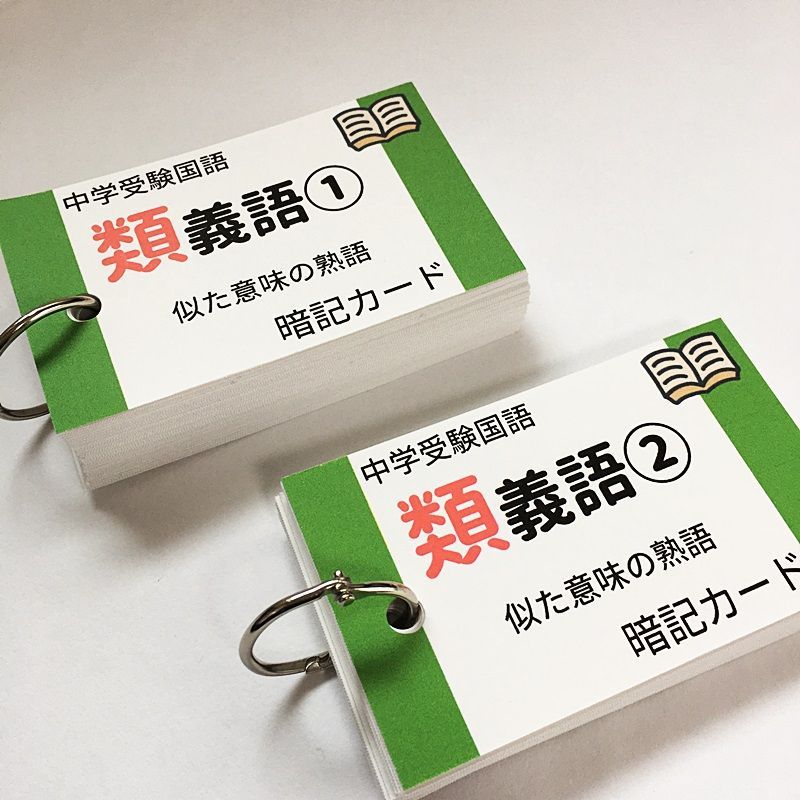 中学受験国語
類義語①
似た意味の熟語
暗記カード
中学受験国語
類義語②
似た意味の熟語
暗記カード